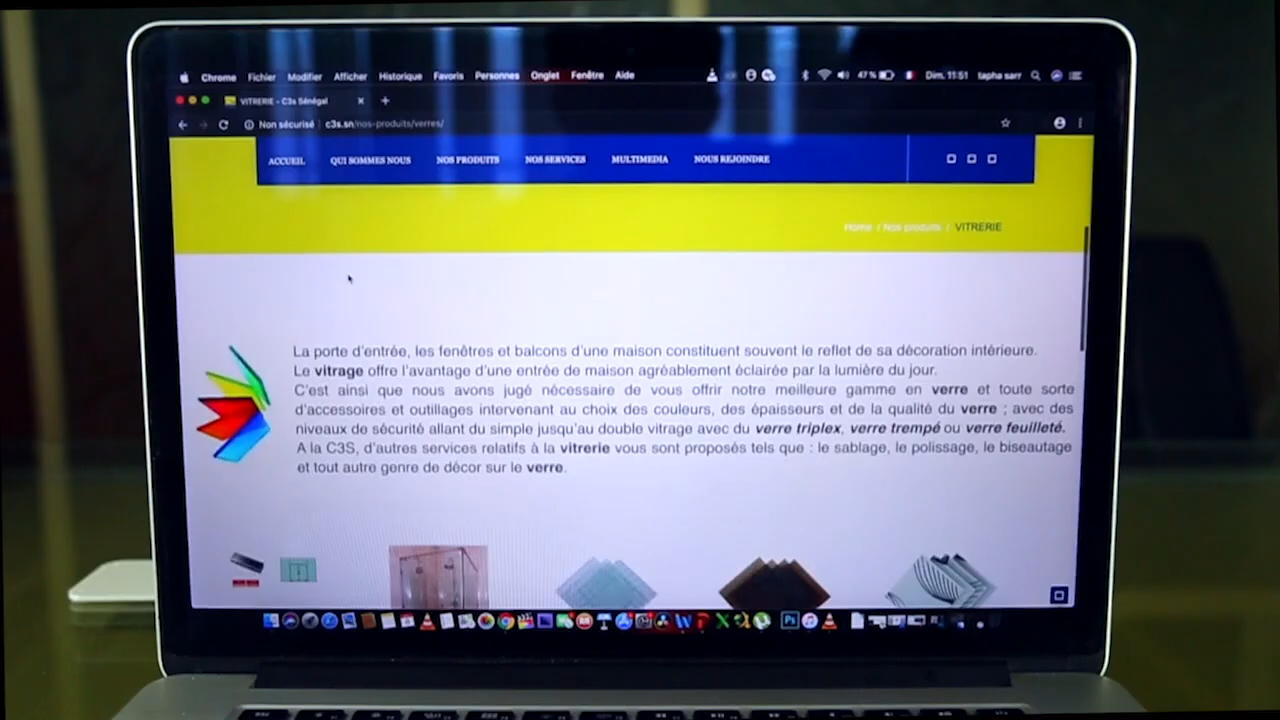 Chrome Fichier Modifier Afficher Historique Favoris Personnes Onglet Fenêtre Aide 47 % Dim. 11:51 tapha sarr
VITRERIE - C3s Sénégal
Non sécurisé c3s.sn/nos-produits/verres/
ACCUEIL QUI SOMMES NOUS NOS PRODUITS NOS SERVICES MULTIMEDIA NOUS REJOINDRE
Home / Nos produits / VITRERIE
La porte d'entrée, les fenêtres et balcons d'une maison constituent souvent le reflet de sa décoration intérieure.
Le vitrage offre l'avantage d'une entrée de maison agréablement éclairée par la lumière du jour.
C'est ainsi que nous avons jugé nécessaire de vous offrir notre meilleure gamme en verre et toute sorte
d'accessoires et outillages intervenant au choix des couleurs, des épaisseurs et de la qualité du verre ; avec des
niveaux de sécurité allant du simple jusqu'au double vitrage avec du verre triplex, verre trempé ou verre feuilleté.
A la C3S, d'autres services relatifs à la vitrerie vous sont proposés tels que : le sablage, le polissage, le biseautage
et tout autre genre de décor sur le verre.
Ps